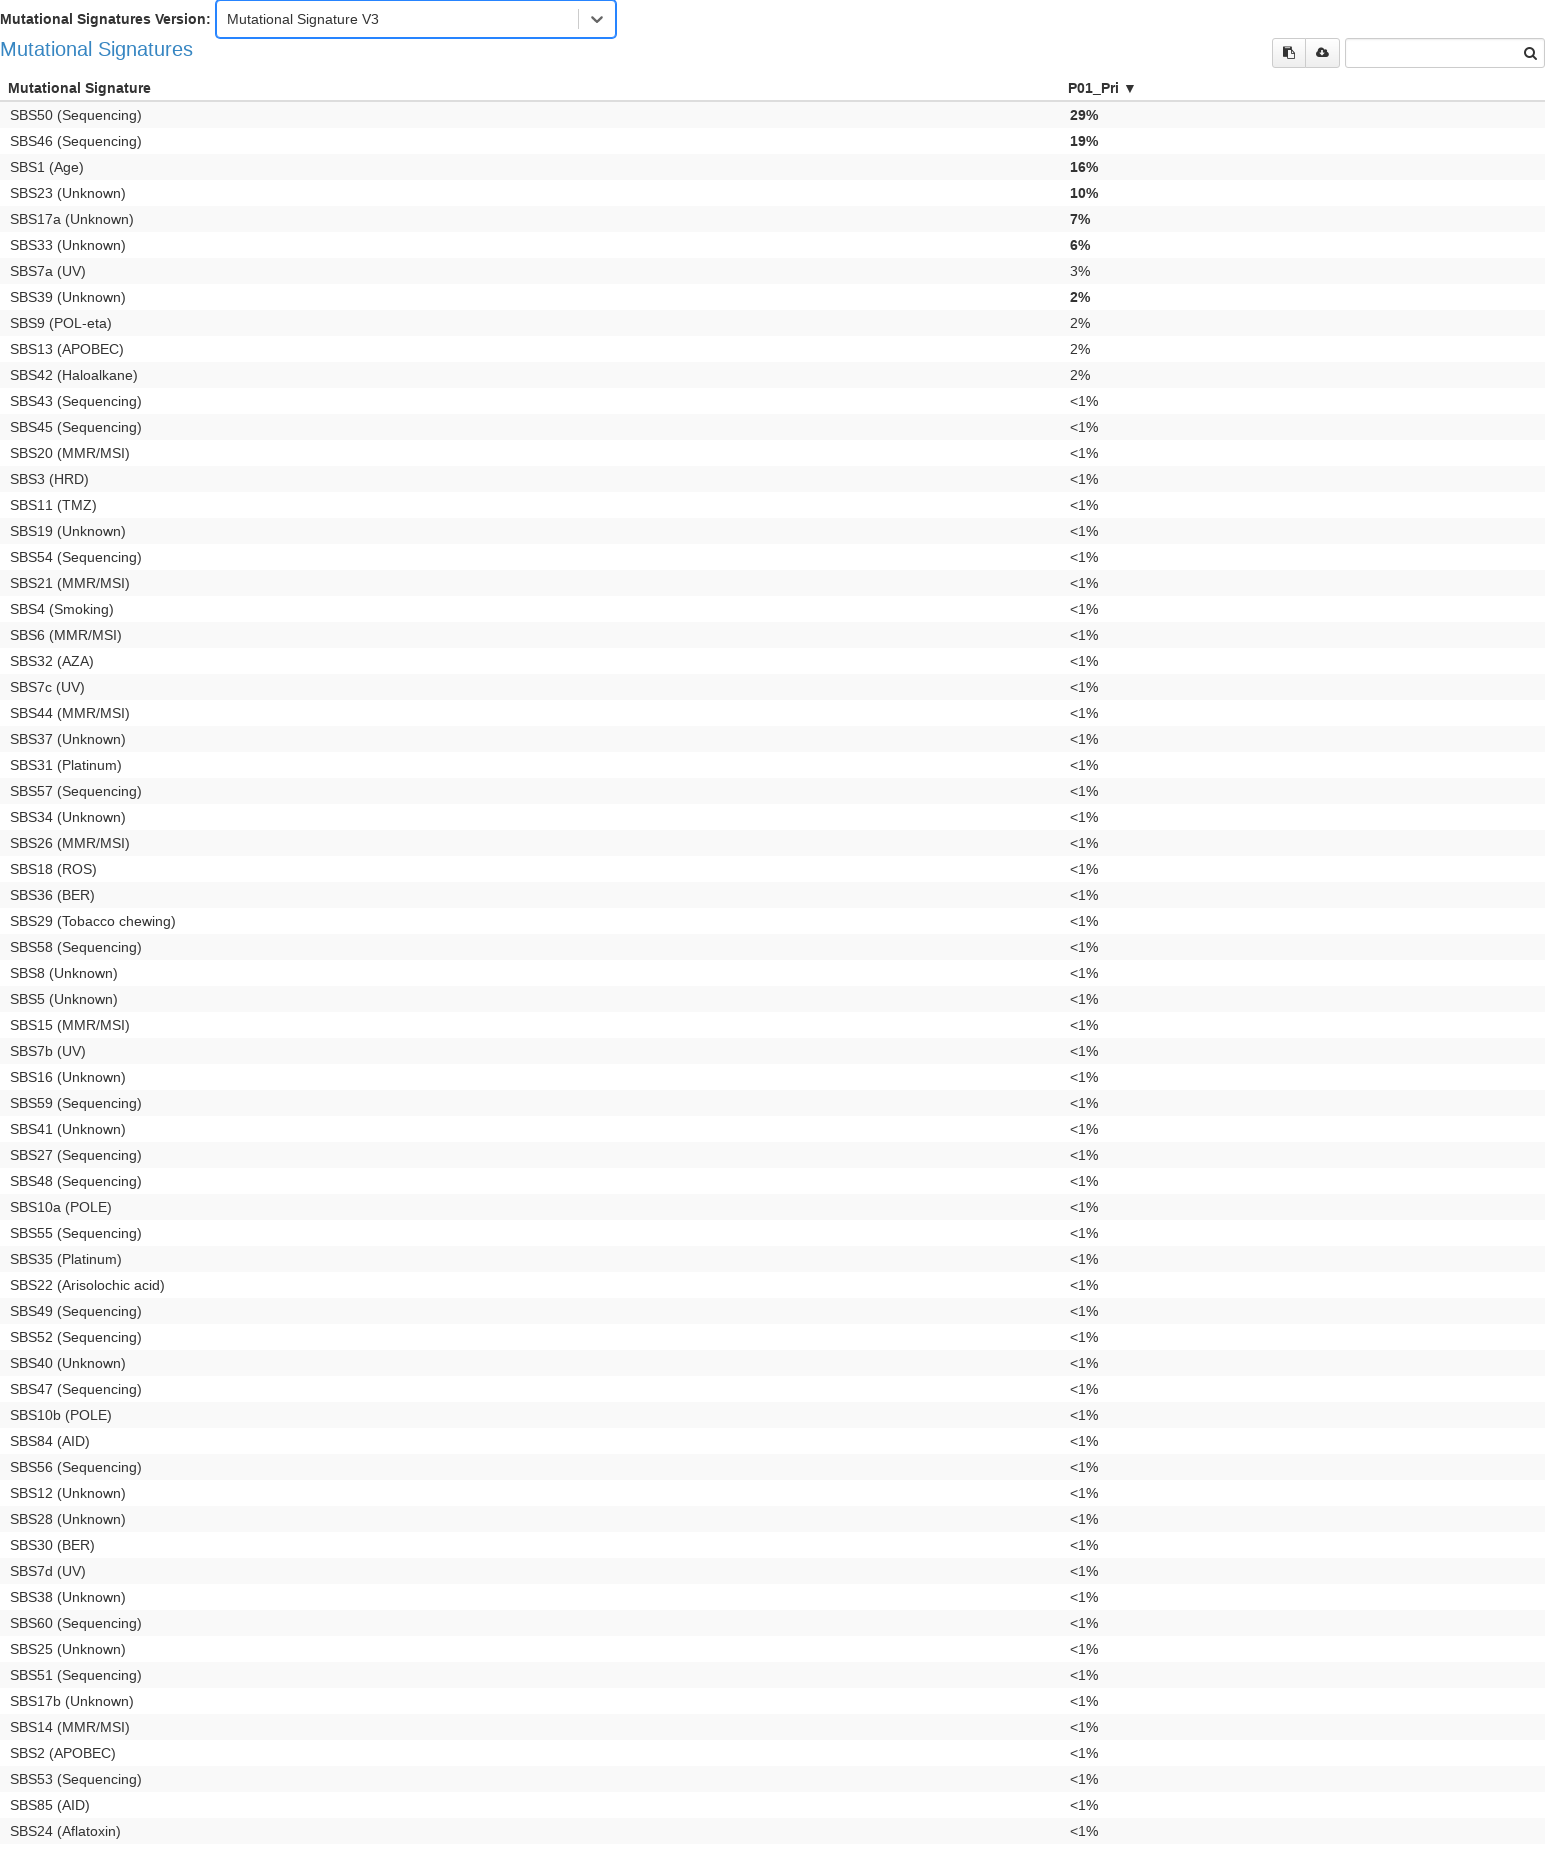 Mutational Signatures Version: Mutational Signature V3
Mutational Signatures
Mutational Signature P01_Pri ▼
SBS50 (Sequencing) 29%
SBS46 (Sequencing) 19%
SBS1 (Age) 16%
SBS23 (Unknown) 10%
SBS17a (Unknown) 7%
SBS33 (Unknown) 6%
SBS7a (UV) 3%
SBS39 (Unknown) 2%
SBS9 (POL-eta) 2%
SBS13 (APOBEC) 2%
SBS42 (Haloalkane) 2%
SBS43 (Sequencing) <1%
SBS45 (Sequencing) <1%
SBS20 (MMR/MSI) <1%
SBS3 (HRD) <1%
SBS11 (TMZ) <1%
SBS19 (Unknown) <1%
SBS54 (Sequencing) <1%
SBS21 (MMR/MSI) <1%
SBS4 (Smoking) <1%
SBS6 (MMR/MSI) <1%
SBS32 (AZA) <1%
SBS7c (UV) <1%
SBS44 (MMR/MSI) <1%
SBS37 (Unknown) <1%
SBS31 (Platinum) <1%
SBS57 (Sequencing) <1%
SBS34 (Unknown) <1%
SBS26 (MMR/MSI) <1%
SBS18 (ROS) <1%
SBS36 (BER) <1%
SBS29 (Tobacco chewing) <1%
SBS58 (Sequencing) <1%
SBS8 (Unknown) <1%
SBS5 (Unknown) <1%
SBS15 (MMR/MSI) <1%
SBS7b (UV) <1%
SBS16 (Unknown) <1%
SBS59 (Sequencing) <1%
SBS41 (Unknown) <1%
SBS27 (Sequencing) <1%
SBS48 (Sequencing) <1%
SBS10a (POLE) <1%
SBS55 (Sequencing) <1%
SBS35 (Platinum) <1%
SBS22 (Arisolochic acid) <1%
SBS49 (Sequencing) <1%
SBS52 (Sequencing) <1%
SBS40 (Unknown) <1%
SBS47 (Sequencing) <1%
SBS10b (POLE) <1%
SBS84 (AID) <1%
SBS56 (Sequencing) <1%
SBS12 (Unknown) <1%
SBS28 (Unknown) <1%
SBS30 (BER) <1%
SBS7d (UV) <1%
SBS38 (Unknown) <1%
SBS60 (Sequencing) <1%
SBS25 (Unknown) <1%
SBS51 (Sequencing) <1%
SBS17b (Unknown) <1%
SBS14 (MMR/MSI) <1%
SBS2 (APOBEC) <1%
SBS53 (Sequencing) <1%
SBS85 (AID) <1%
SBS24 (Aflatoxin) <1%